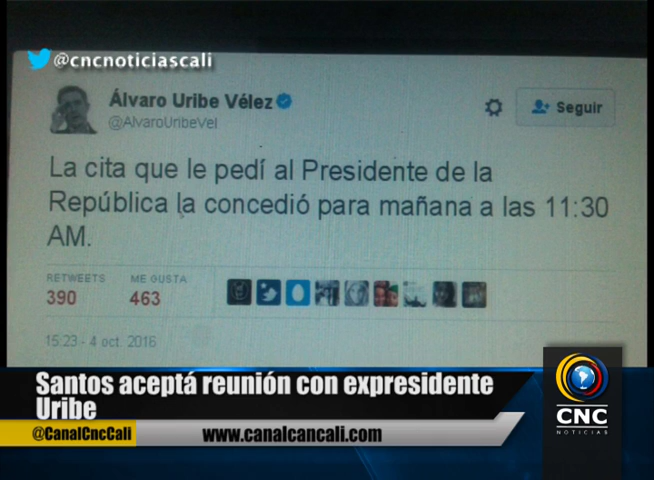 @cncnoticiascali
Álvaro Uribe Vélez
@AlvaroUribeVel
Seguir
La cita que le pedí al Presidente de la
República la concedió para mañana a las 11:30
AM.
RETWEETS ME GUSTA
390 463
15:23 - 4 oct. 2016
Santos aceptá reunión con expresidente
Uribe
@CanalCncCali
www.canalcancali.com
CNC
NOTICIAS